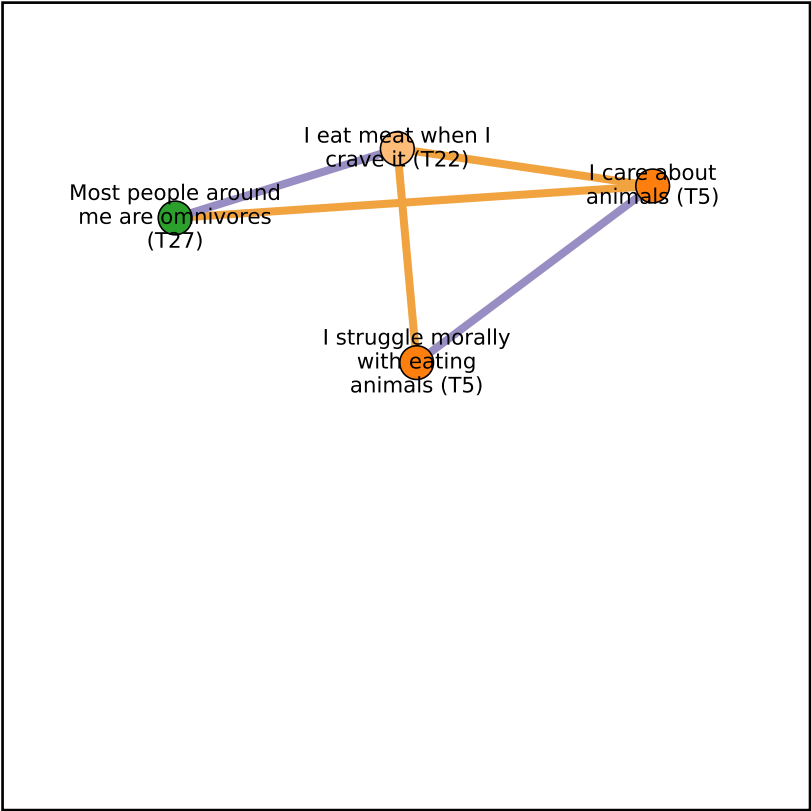 I eat meat when I
crave it (T22)
I care about
animals (T5)
Most people around
me are omnivores
(T27)
I struggle morally
with eating
animals (T5)